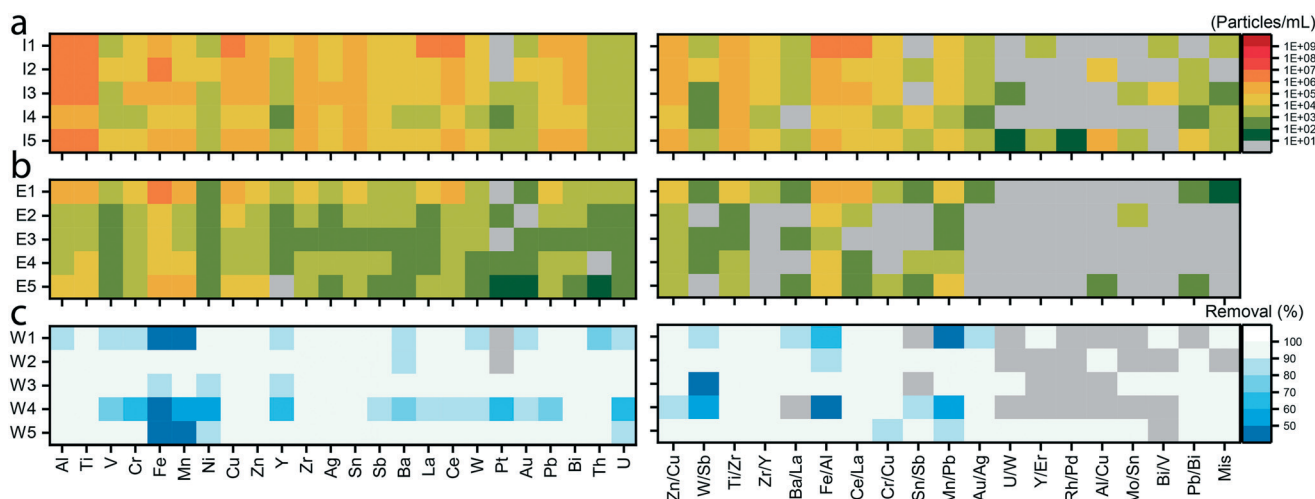 a
(Particles/mL)
I1
I2
I3
I4
I5
1E+09
1E+08
1E+07
1E+06
1E+05
1E+04
1E+03
1E+02
1E+01
b
E1
E2
E3
E4
E5
c
Removal (%)
W1
W2
W3
W4
W5
100
90
80
70
60
50
Al Ti V Cr Fe Mn Ni Cu Zn Y Zr Ag Sn Sb Ba La Ce W Pt Au Pb Bi Th U
Zn/Cu W/Sb Ti/Zr Zr/Y Ba/La Fe/Al Ce/La Cr/Cu Sn/Sb Mn/Pb Au/Ag U/W Y/Er Rh/Pd Al/Cu Mo/Sn Bi/V Pb/Bi Mis